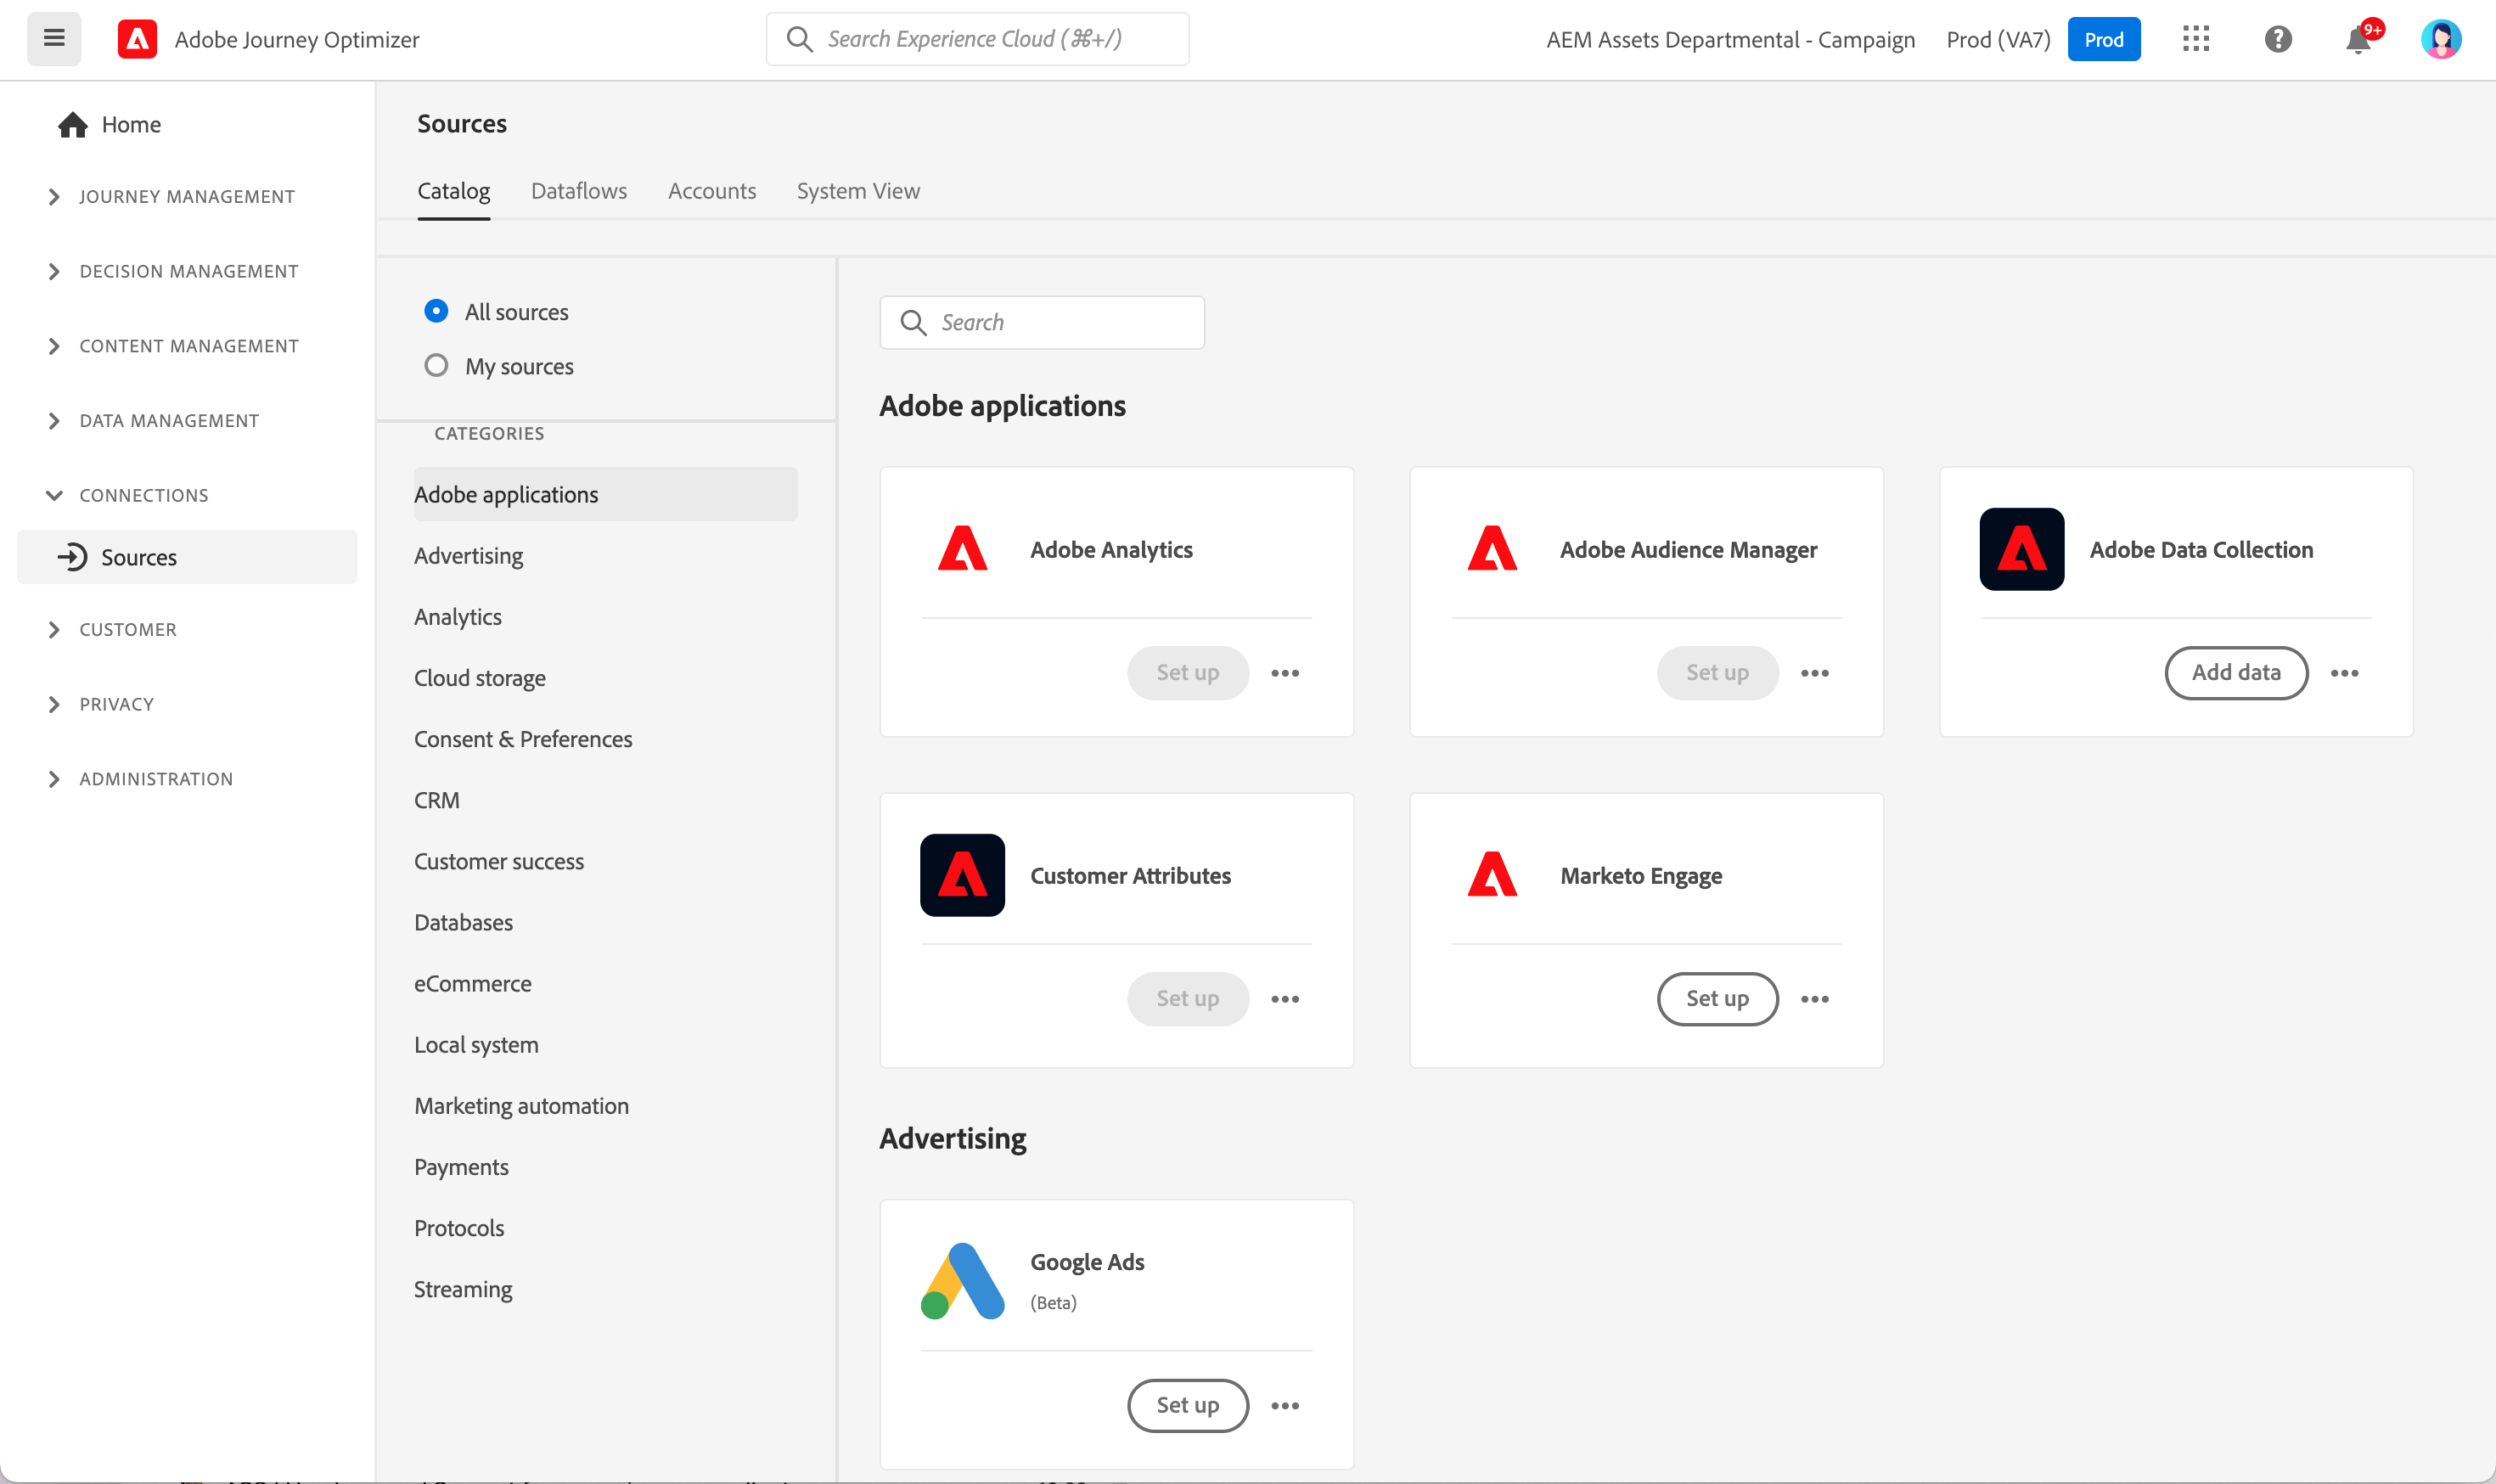 Adobe Journey Optimizer
Search Experience Cloud (⌘+/)
AEM Assets Departmental - Campaign
Prod (VA7)
Prod
9+
Home
JOURNEY MANAGEMENT
DECISION MANAGEMENT
CONTENT MANAGEMENT
DATA MANAGEMENT
CONNECTIONS
Sources
CUSTOMER
PRIVACY
ADMINISTRATION
Sources
Catalog
Dataflows
Accounts
System View
All sources
My sources
CATEGORIES
Adobe applications
Advertising
Analytics
Cloud storage
Consent & Preferences
CRM
Customer success
Databases
eCommerce
Local system
Marketing automation
Payments
Protocols
Streaming
Search
Adobe applications
Adobe Analytics
Set up
Adobe Audience Manager
Set up
Adobe Data Collection
Add data
Customer Attributes
Set up
Marketo Engage
Set up
Advertising
Google Ads
(Beta)
Set up